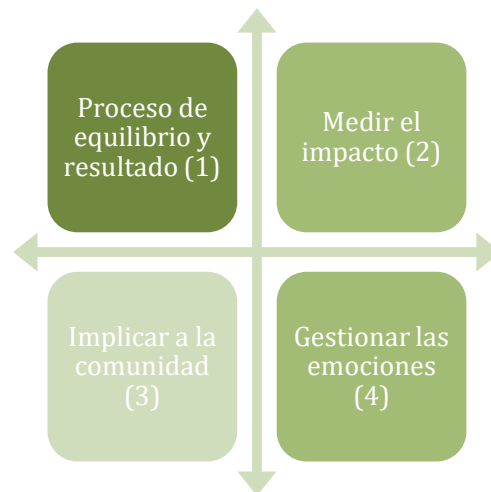 Proceso de
equilibrio y
resultado (1)
Medir el
impacto (2)
Implicar a la
comunidad
(3)
Gestionar las
emociones
(4)